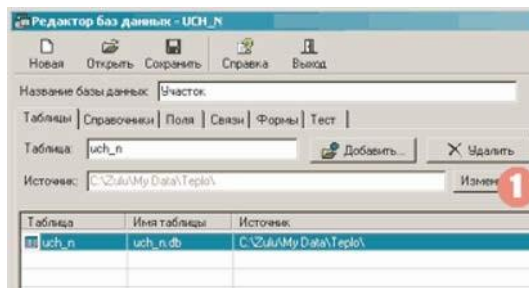 Редактор баз данных - UCH_N
Новая Открыть Сохранить Справка Выход
Название базы данных: Участок
Таблицы Справочники Поля Связи Формы Тест
Таблица: uch_n Добавить... Удалить
Источник: C:\Zulu\My Data\Teplo\ Измен 1
Таблица Имя таблицы Источник
uch_n uch_n.db C:\Zulu\My Data\Teplo\